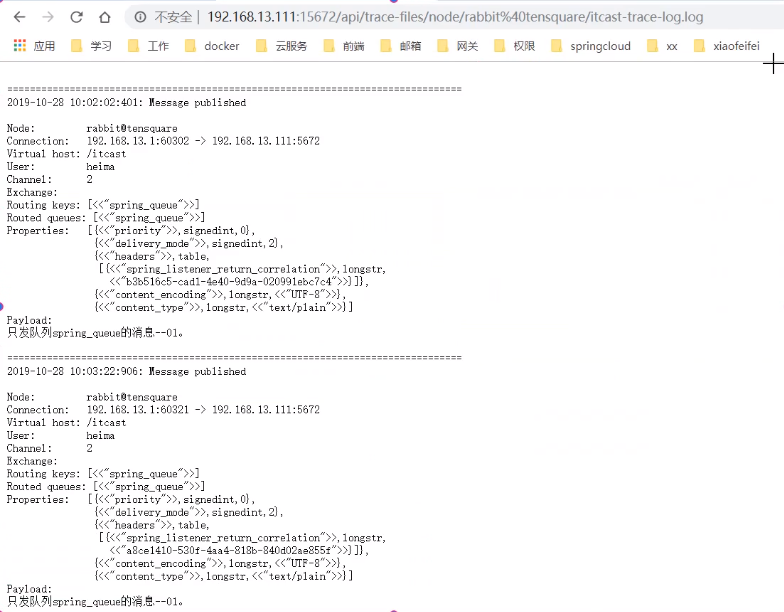 不安全 | 192.168.13.111:15672/api/trace-files/node/rabbit%40tensquare/itcast-trace-log.log
应用 学习 工作 docker 云服务 前端 邮箱 网关 权限 springcloud xx xiaofeifei
================================================================================
2019-10-28 10:02:02:401: Message published
Node: rabbit@tensquare
Connection: 192.168.13.1:60302 -> 192.168.13.111:5672
Virtual host: /itcast
User: heima
Channel: 2
Exchange:
Routing keys: [<<"spring_queue">>]
Routed queues: [<<"spring_queue">>]
Properties: [{<<"priority">>,signedint,0},
{<<"delivery_mode">>,signedint,2},
{<<"headers">>,table,
[{<<"spring_listener_return_correlation">>,longstr,
<<"b3b516c5-cad1-4e40-9d9a-020991ebc7c4">>}]},
{<<"content_encoding">>,longstr,<<"UTF-8">>},
{<<"content_type">>,longstr,<<"text/plain">>}]
Payload:
只发队列spring_queue的消息--01。
================================================================================
2019-10-28 10:03:22:906: Message published
Node: rabbit@tensquare
Connection: 192.168.13.1:60321 -> 192.168.13.111:5672
Virtual host: /itcast
User: heima
Channel: 2
Exchange:
Routing keys: [<<"spring_queue">>]
Routed queues: [<<"spring_queue">>]
Properties: [{<<"priority">>,signedint,0},
{<<"delivery_mode">>,signedint,2},
{<<"headers">>,table,
[{<<"spring_listener_return_correlation">>,longstr,
<<"a8ce1410-530f-4aa4-818b-840d02ae855f">>}]},
{<<"content_encoding">>,longstr,<<"UTF-8">>},
{<<"content_type">>,longstr,<<"text/plain">>}]
Payload:
只发队列spring_queue的消息--01。